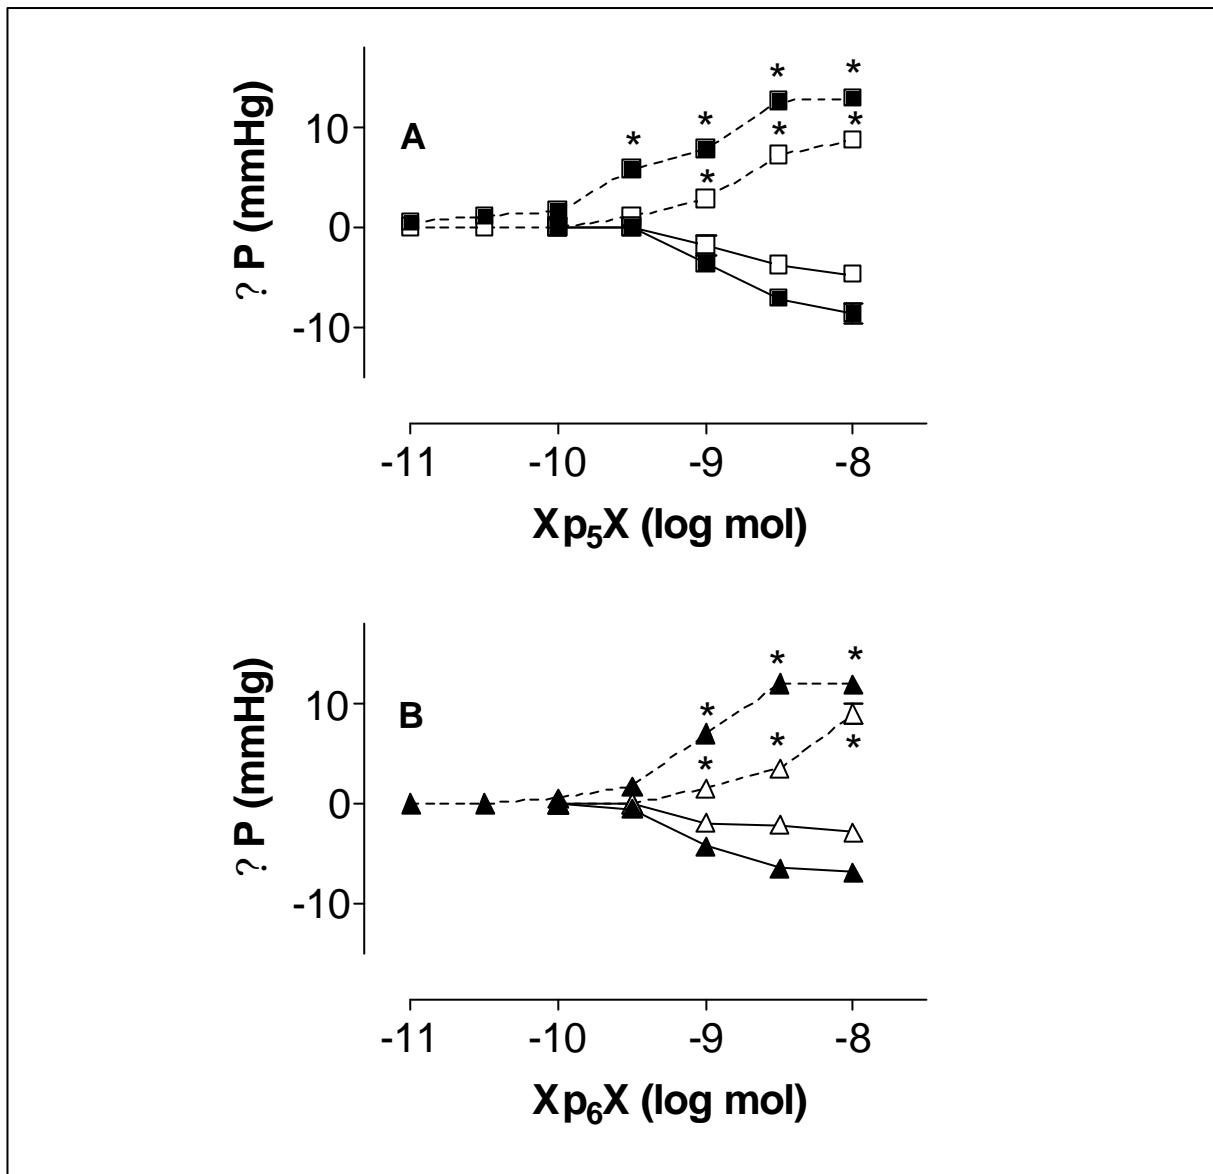 A
* * * *
* * *
10
0
-10
? P (mmHg)
-11 -10 -9 -8
Xp₅X (log mol)
B
* * *
* * *
10
0
-10
? P (mmHg)
-11 -10 -9 -8
Xp₆X (log mol)